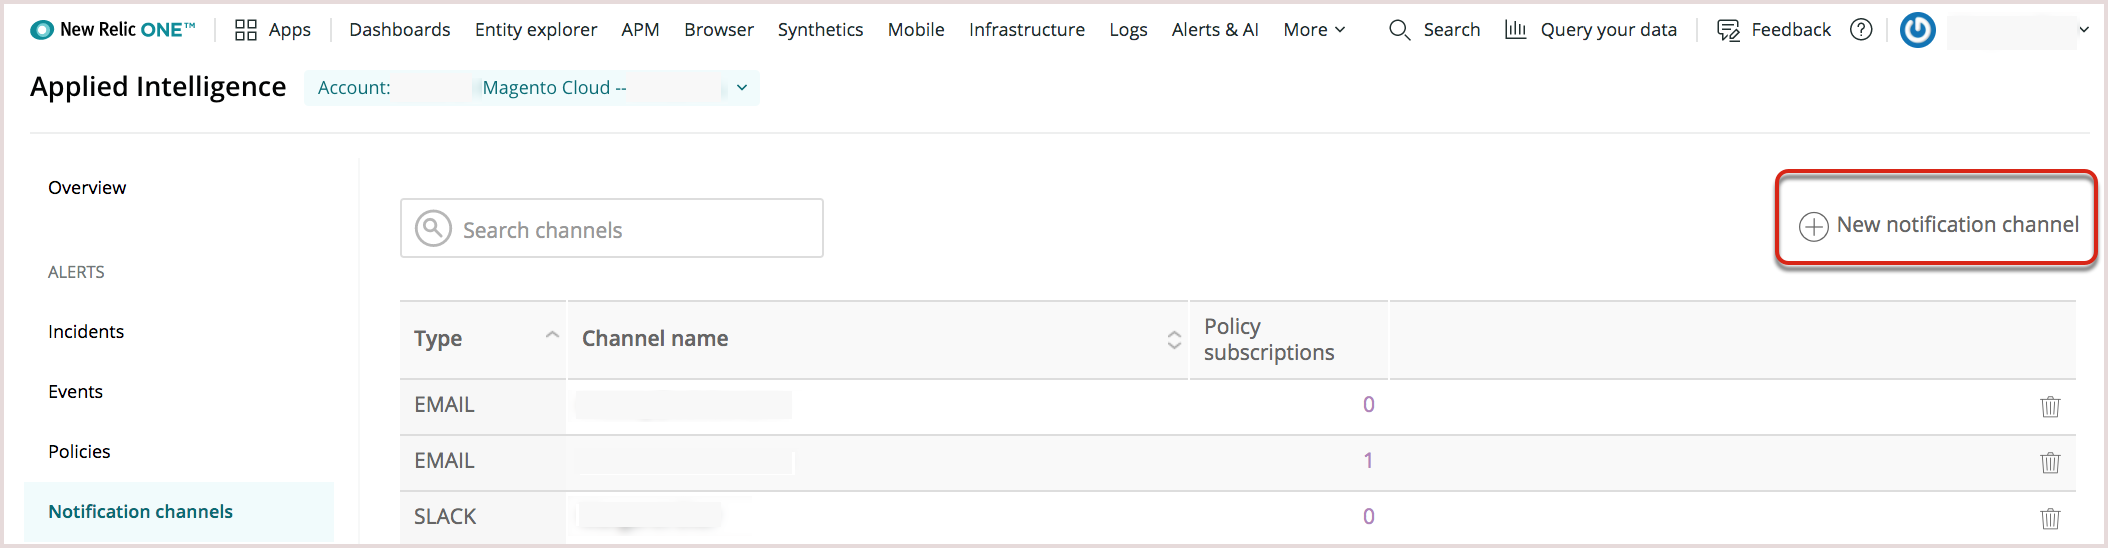 New Relic ONE™ Apps Dashboards Entity explorer APM Browser Synthetics Mobile Infrastructure Logs Alerts & AI More Search Query your data Feedback ?
Applied Intelligence Account: Magento Cloud --
Overview
ALERTS
Incidents
Events
Policies
Notification channels
Search channels
New notification channel
Type Channel name Policy subscriptions
EMAIL 0
EMAIL 1
SLACK 0